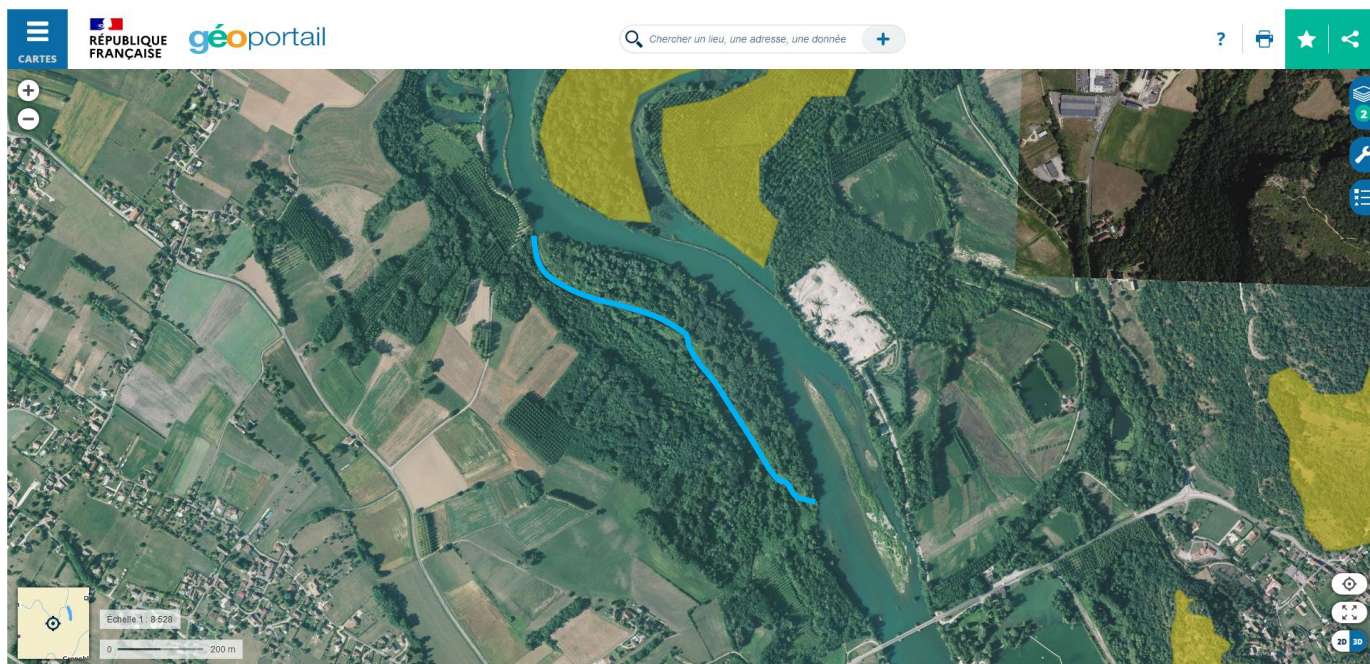 CARTES
RÉPUBLIQUE
FRANÇAISE
géoportail
Chercher un lieu, une adresse, une donnée
+
?
+
−
2
Échelle 1 : 8 528
0 200 m
Grenobl
2D 3D